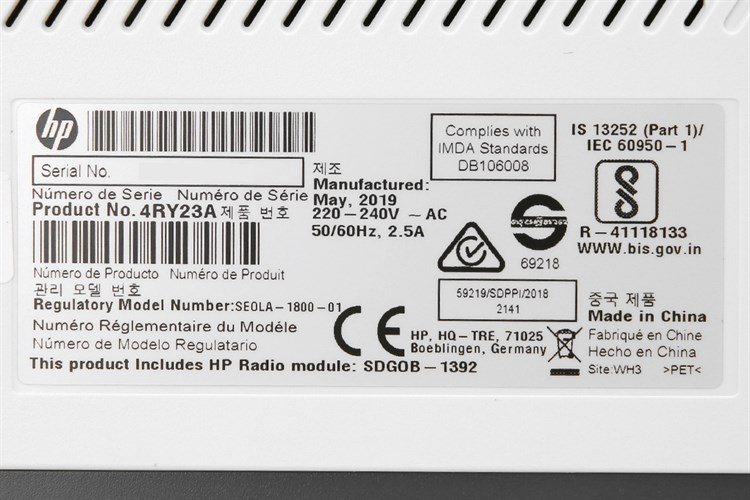 hp
Serial No.
Número de Serie Numéro de Série
Product No. 4RY23A 제품 번호
Número de Producto Numéro de Produit
관리 모델 번호
Regulatory Model Number:SEOLA-1800-01
Numéro Réglementaire du Modéle
Número de Modelo Regulatario
This product Includes HP Radio module: SDGOB-1392
제조
Manufactured:
May, 2019
220-240V ~ AC
50/60Hz, 2.5A
Complies with
IMDA Standards
DB106008
69218
59219/SDPPI/2018
2141
CE
HP, HQ-TRE, 71025
Boeblingen, Germany
IS 13252 (Part 1)/
IEC 60950-1
R-41118133
www.bis.gov.in
중국 제품
Made in China
Fabriqué en Chine
Hecho en China
Site:WH3 >PET<